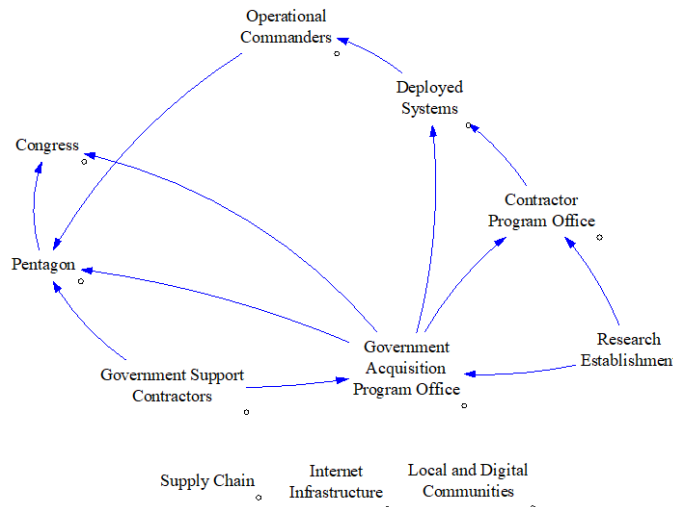 Operational
Commanders
Deployed
Systems
Congress
Contractor
Program Office
Pentagon
Government
Acquisition
Program Office
Research
Establishment
Government Support
Contractors
Supply Chain
Internet
Infrastructure
Local and Digital
Communities